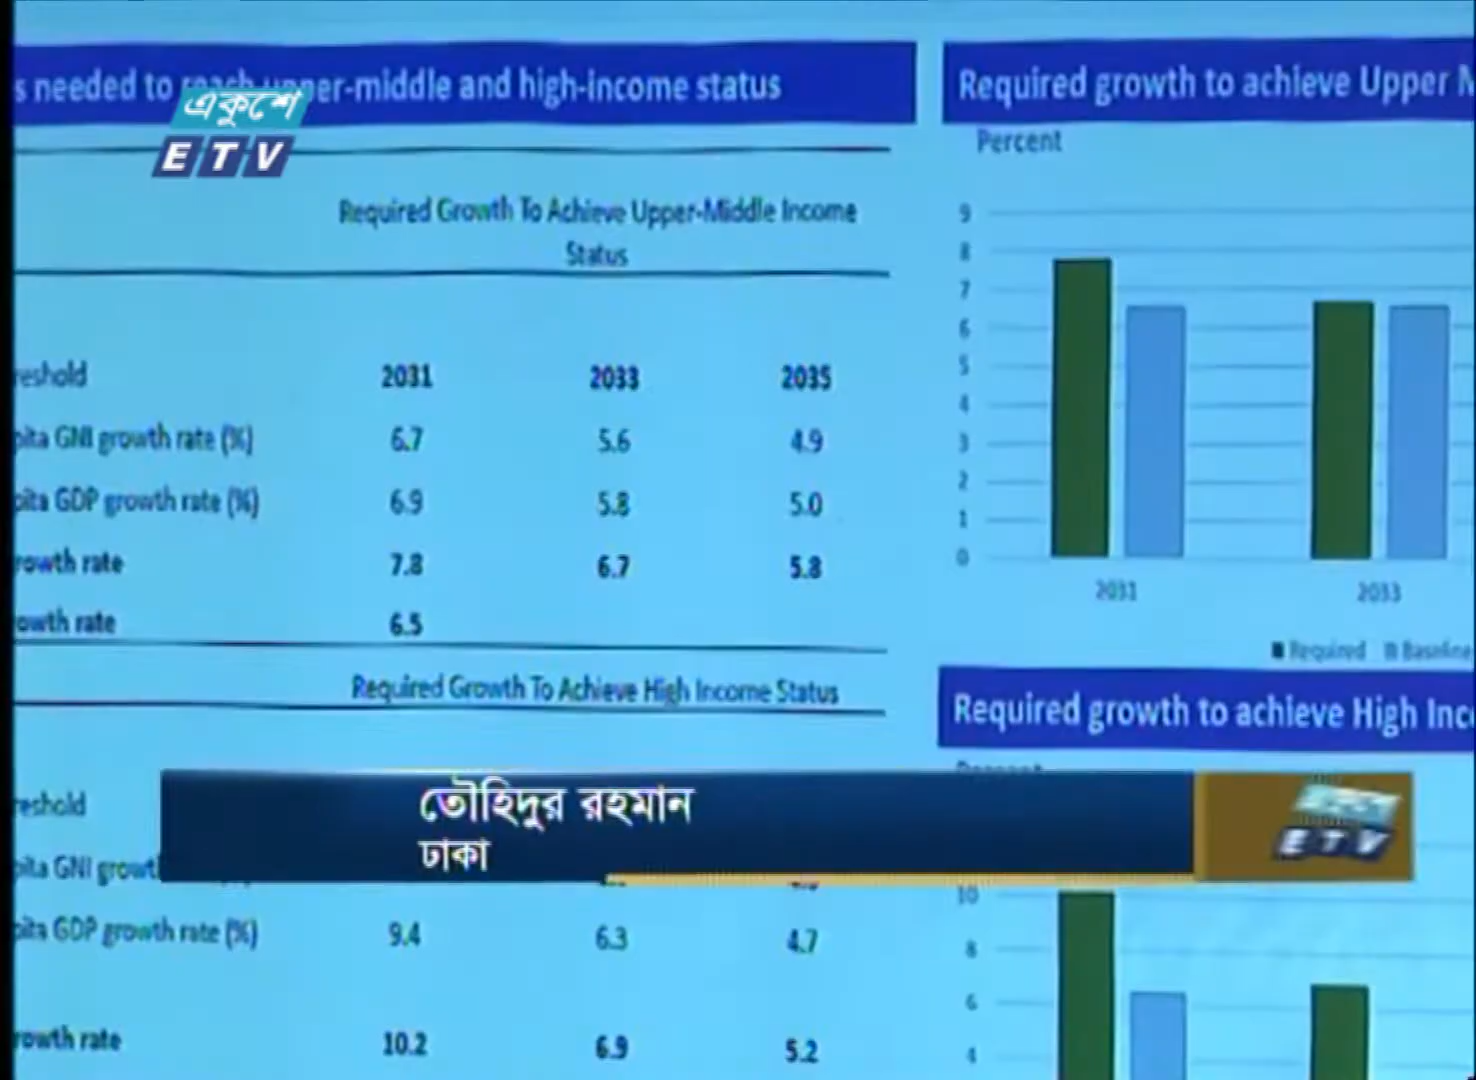 s needed to reach upper-middle and high-income status
Required growth to achieve Upper M
একুশে
ETV
Percent
Required Growth To Achieve Upper-Middle Income
Status
reshold 2031 2033 2035
pita GNI growth rate (%) 6.7 5.6 4.9
pita GDP growth rate (%) 6.9 5.8 5.0
rowth rate 7.8 6.7 5.8
owth rate 6.5
9
8
7
6
5
4
3
2
1
0
2031 2033
Required Baseline
Required Growth To Achieve High Income Status
Required growth to achieve High Inco
Percent
reshold
pita GNI growth
তৌহিদুর রহমান
ঢাকা
ETV
pita GDP growth rate (%) 9.4 6.3 4.7
rowth rate 10.2 6.9 5.2
10
8
6
4